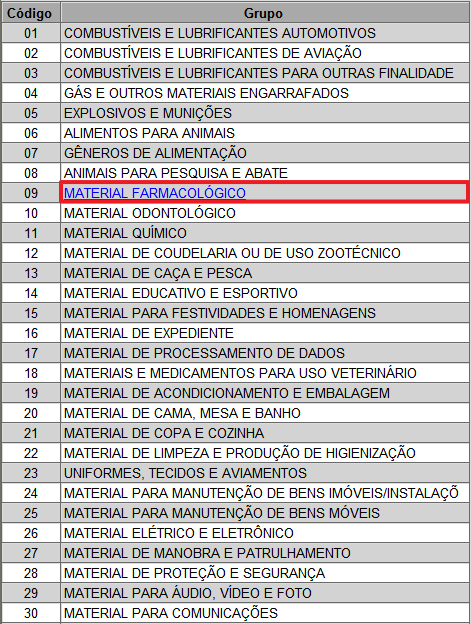 Código Grupo
01 COMBUSTÍVEIS E LUBRIFICANTES AUTOMOTIVOS
02 COMBUSTÍVEIS E LUBRIFICANTES DE AVIAÇÃO
03 COMBUSTÍVEIS E LUBRIFICANTES PARA OUTRAS FINALIDADE
04 GÁS E OUTROS MATERIAIS ENGARRAFADOS
05 EXPLOSIVOS E MUNIÇÕES
06 ALIMENTOS PARA ANIMAIS
07 GÊNEROS DE ALIMENTAÇÃO
08 ANIMAIS PARA PESQUISA E ABATE
09 MATERIAL FARMACOLÓGICO
10 MATERIAL ODONTOLÓGICO
11 MATERIAL QUÍMICO
12 MATERIAL DE COUDELARIA OU DE USO ZOOTÉCNICO
13 MATERIAL DE CAÇA E PESCA
14 MATERIAL EDUCATIVO E ESPORTIVO
15 MATERIAL PARA FESTIVIDADES E HOMENAGENS
16 MATERIAL DE EXPEDIENTE
17 MATERIAL DE PROCESSAMENTO DE DADOS
18 MATERIAIS E MEDICAMENTOS PARA USO VETERINÁRIO
19 MATERIAL DE ACONDICIONAMENTO E EMBALAGEM
20 MATERIAL DE CAMA, MESA E BANHO
21 MATERIAL DE COPA E COZINHA
22 MATERIAL DE LIMPEZA E PRODUÇÃO DE HIGIENIZAÇÃO
23 UNIFORMES, TECIDOS E AVIAMENTOS
24 MATERIAL PARA MANUTENÇÃO DE BENS IMÓVEIS/INSTALAÇÕ
25 MATERIAL PARA MANUTENÇÃO DE BENS MÓVEIS
26 MATERIAL ELÉTRICO E ELETRÔNICO
27 MATERIAL DE MANOBRA E PATRULHAMENTO
28 MATERIAL DE PROTEÇÃO E SEGURANÇA
29 MATERIAL PARA ÁUDIO, VÍDEO E FOTO
30 MATERIAL PARA COMUNICAÇÕES